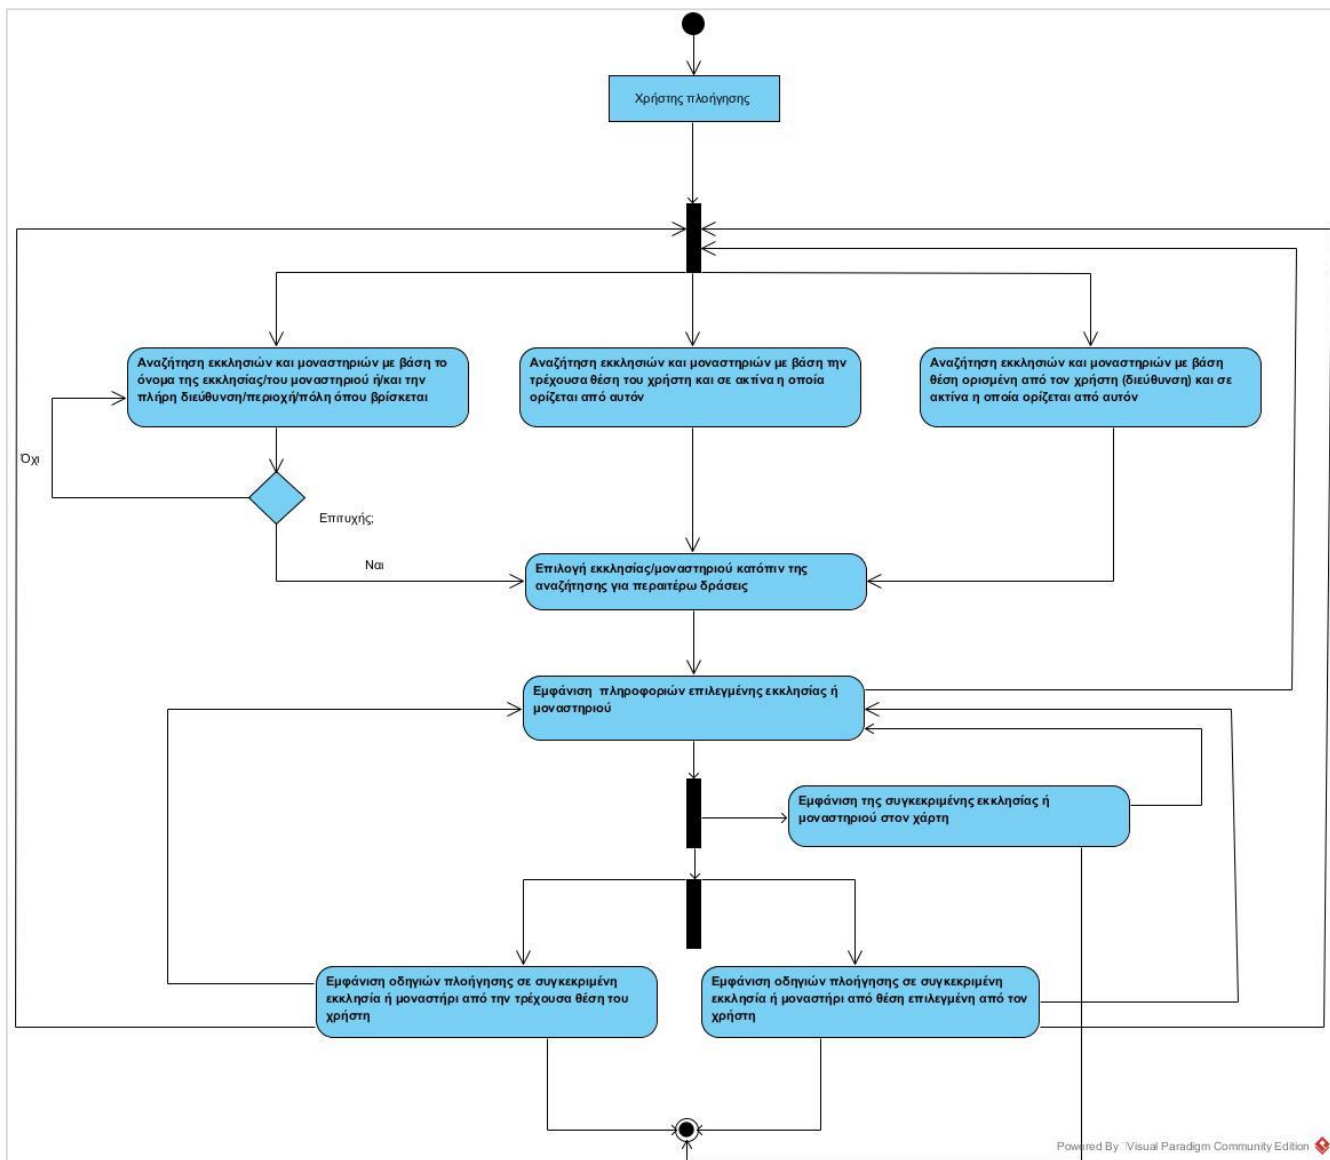 Χρήστης πλοήγησης
Αναζήτηση εκκλησιών και μοναστηριών με βάση το
όνομα της εκκλησίας/του μοναστηριού ή/και την
πλήρη διεύθυνση/περιοχή/πόλη όπου βρίσκεται
Αναζήτηση εκκλησιών και μοναστηριών με βάση την
τρέχουσα θέση του χρήστη και σε ακτίνα η οποία
ορίζεται από αυτόν
Αναζήτηση εκκλησιών και μοναστηριών με βάση
θέση ορισμένη από τον χρήστη (διεύθυνση) και σε
ακτίνα η οποία ορίζεται από αυτόν
Όχι
Επιτυχής;
Ναι
Επιλογή εκκλησίας/μοναστηριού κατόπιν της
αναζήτησης για περαιτέρω δράσεις
Εμφάνιση πληροφοριών επιλεγμένης εκκλησίας ή
μοναστηριού
Εμφάνιση της συγκεκριμένης εκκλησίας ή
μοναστηριού στον χάρτη
Εμφάνιση οδηγιών πλοήγησης σε συγκεκριμένη
εκκλησία ή μοναστήρι από την τρέχουσα θέση του
χρήστη
Εμφάνιση οδηγιών πλοήγησης σε συγκεκριμένη
εκκλησία ή μοναστήρι από θέση επιλεγμένη από τον
χρήστη
Powered By Visual Paradigm Community Edition